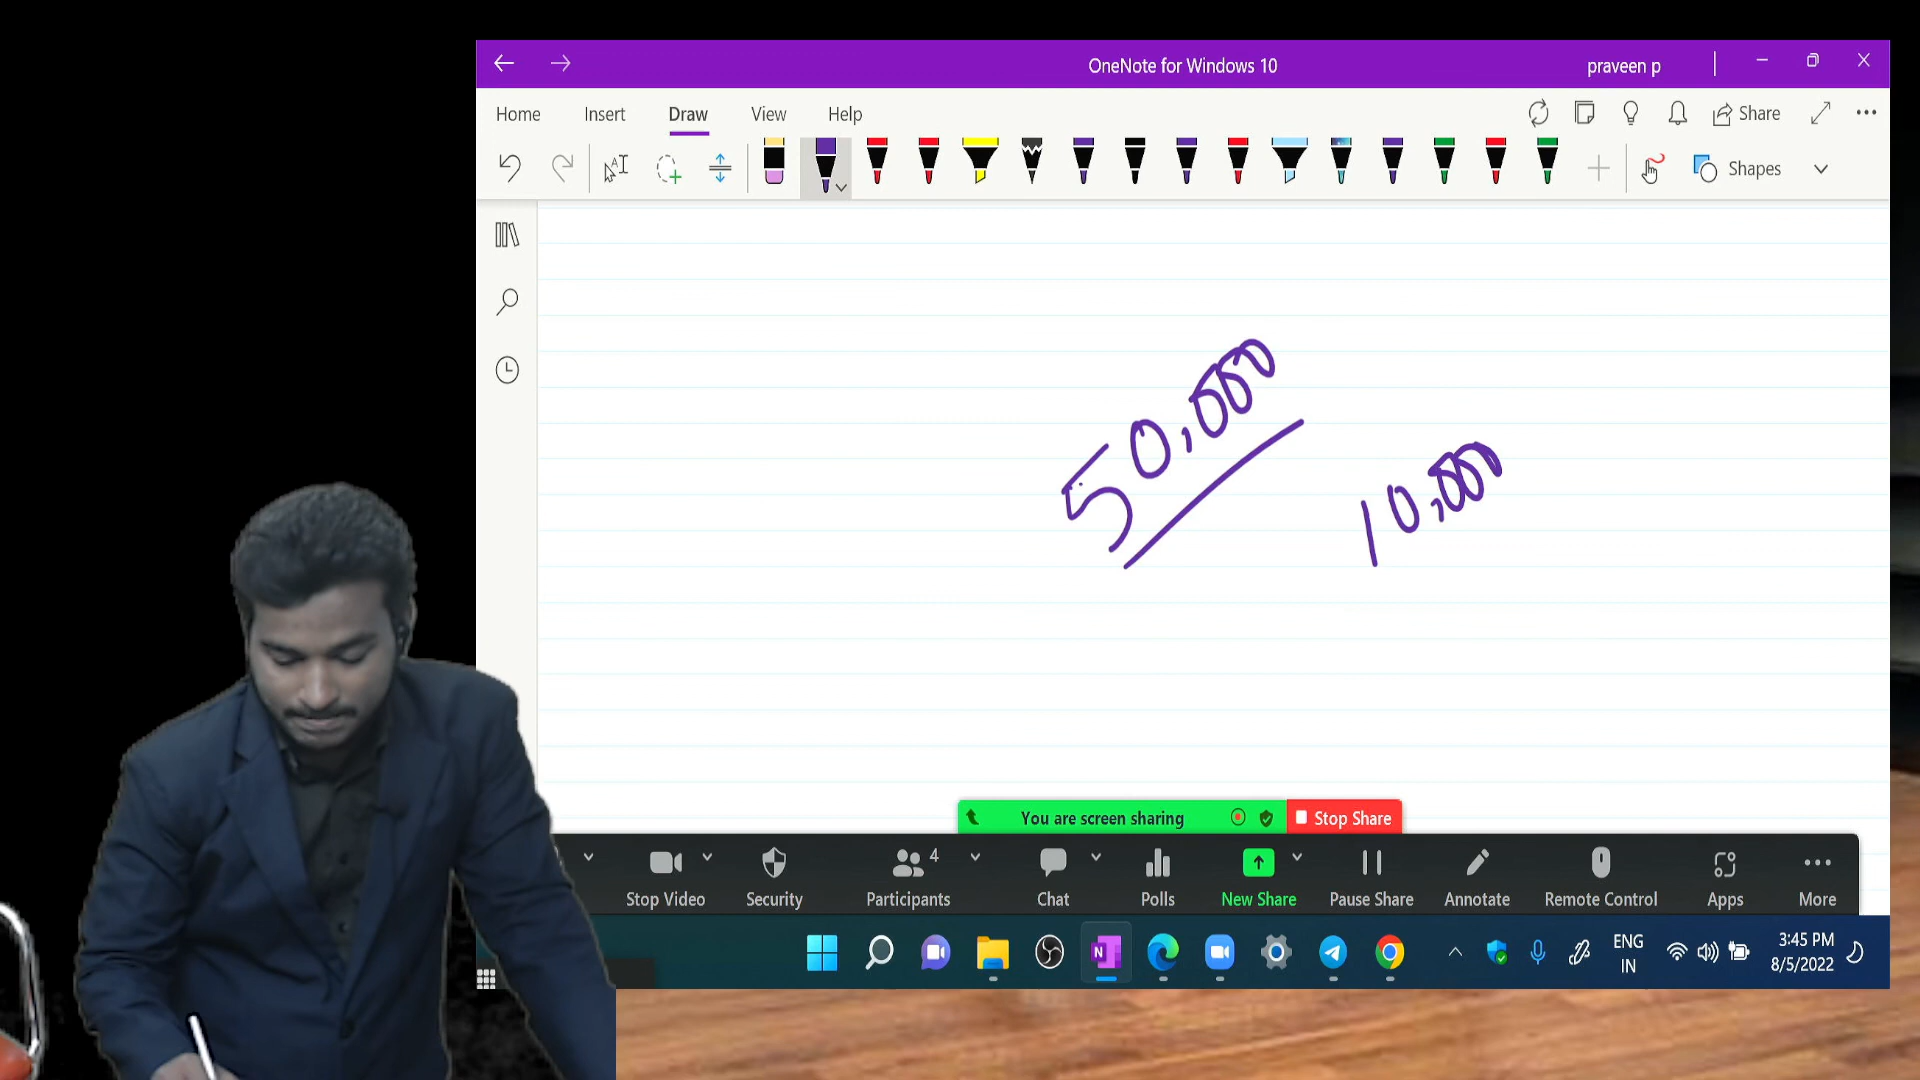 OneNote for Windows 10
praveen p
Home Insert Draw View Help
Share
Shapes
50,000
10,000
You are screen sharing
Stop Share
4
Stop Video Security Participants Chat Polls New Share Pause Share Annotate Remote Control Apps More
ENG
IN
3:45 PM
8/5/2022